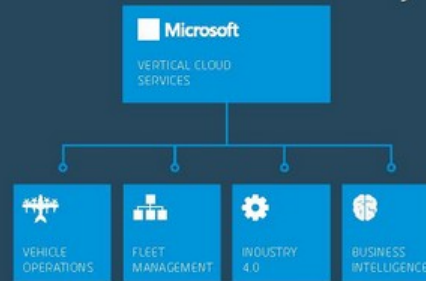 Microsoft
VERTICAL CLOUD
SERVICES
VEHICLE
OPERATIONS
FLEET
MANAGEMENT
INDUSTRY
4.0
BUSINESS
INTELLIGENCE